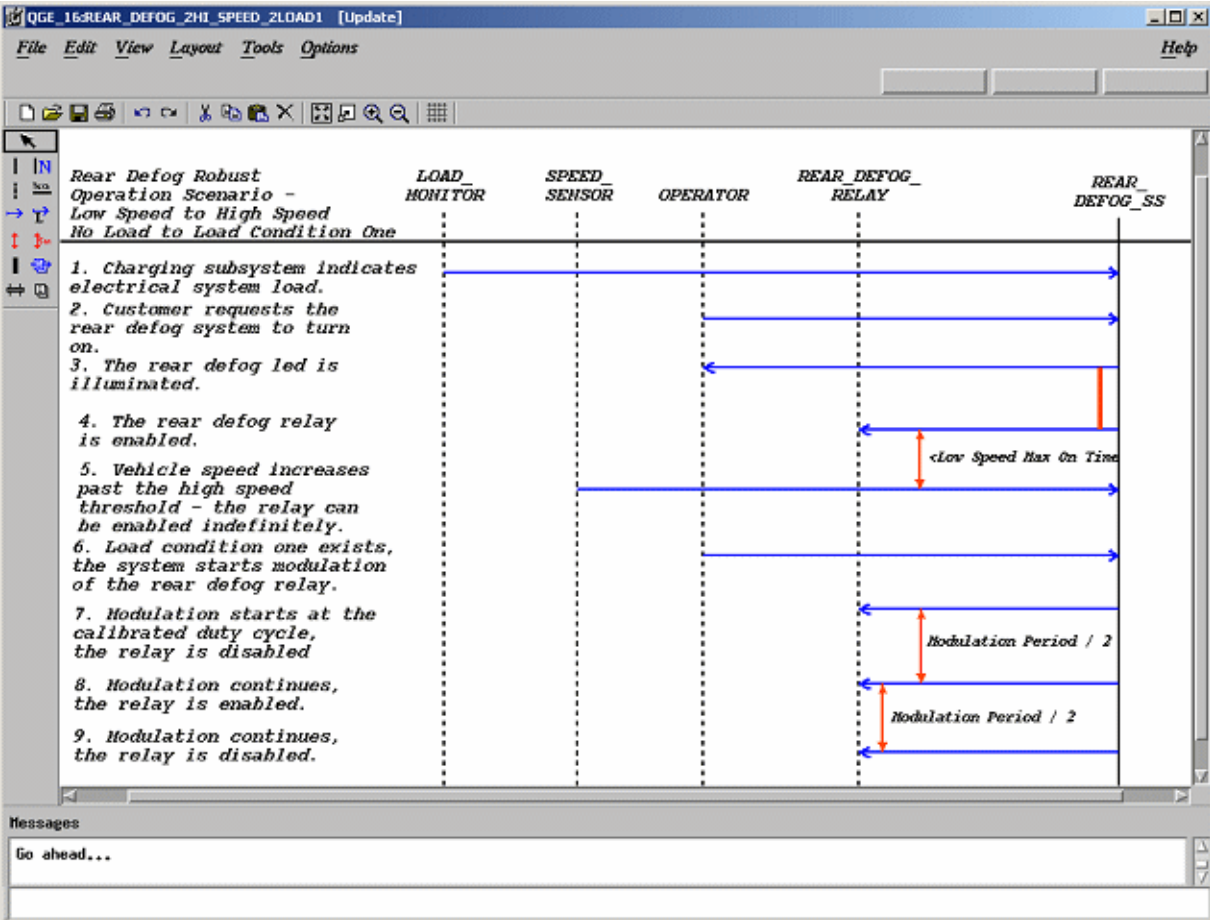 QGE_16:REAR_DEFOG_2HI_SPEED_2LOAD1 [Update]
File Edit View Layout Tools Options Help
Rear Defog Robust
Operation Scenario -
Low Speed to High Speed
No Load to Load Condition One
LOAD_
MONITOR
SPEED_
SENSOR
OPERATOR
REAR_DEFOG_
RELAY
REAR_
DEFOG_SS
1. Charging subsystem indicates
electrical system load.
2. Customer requests the
rear defog system to turn
on.
3. The rear defog led is
illuminated.
4. The rear defog relay
is enabled.
<Low Speed Max On Time
5. Vehicle speed increases
past the high speed
threshold - the relay can
be enabled indefinitely.
6. Load condition one exists,
the system starts modulation
of the rear defog relay.
7. Modulation starts at the
calibrated duty cycle,
the relay is disabled
Modulation Period / 2
8. Modulation continues,
the relay is enabled.
Modulation Period / 2
9. Modulation continues,
the relay is disabled.
Messages
Go ahead...